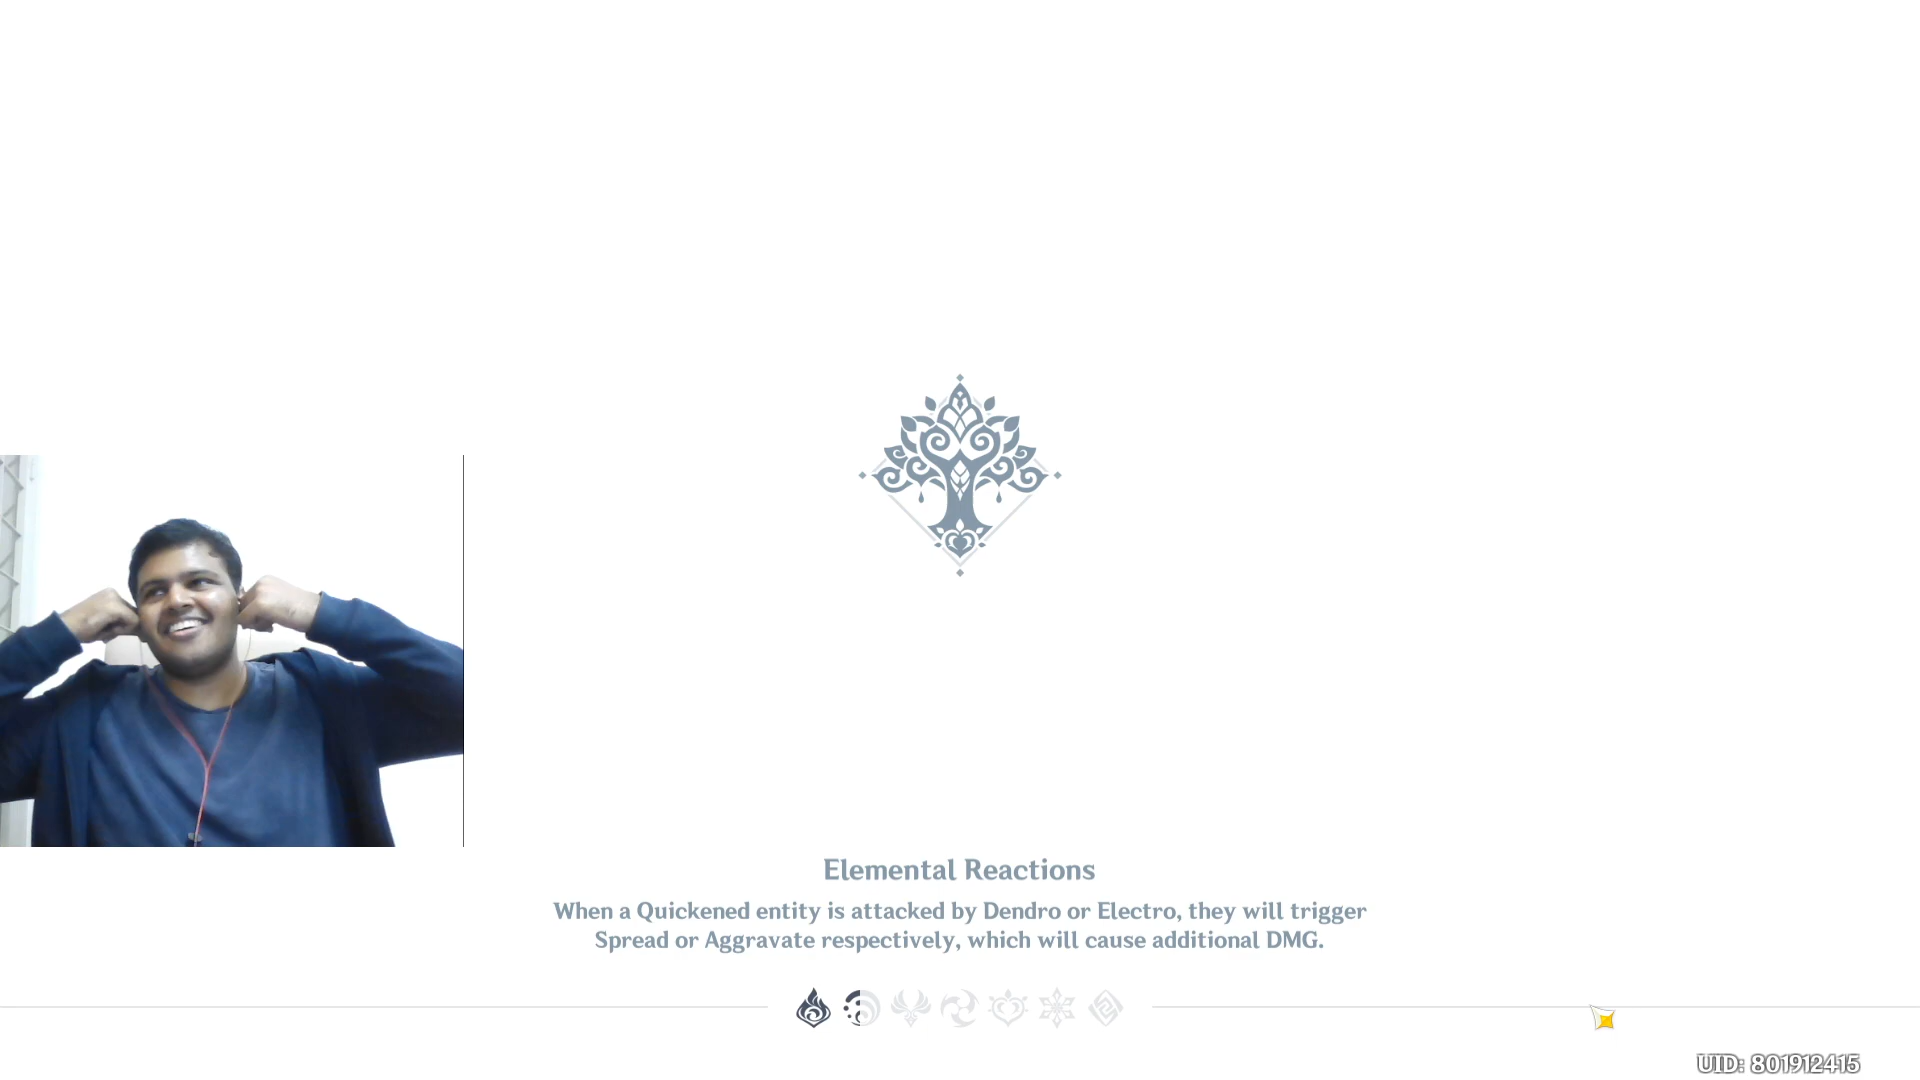 Elemental Reactions
When a Quickened entity is attacked by Dendro or Electro, they will trigger
Spread or Aggravate respectively, which will cause additional DMG.
UID: 801912415